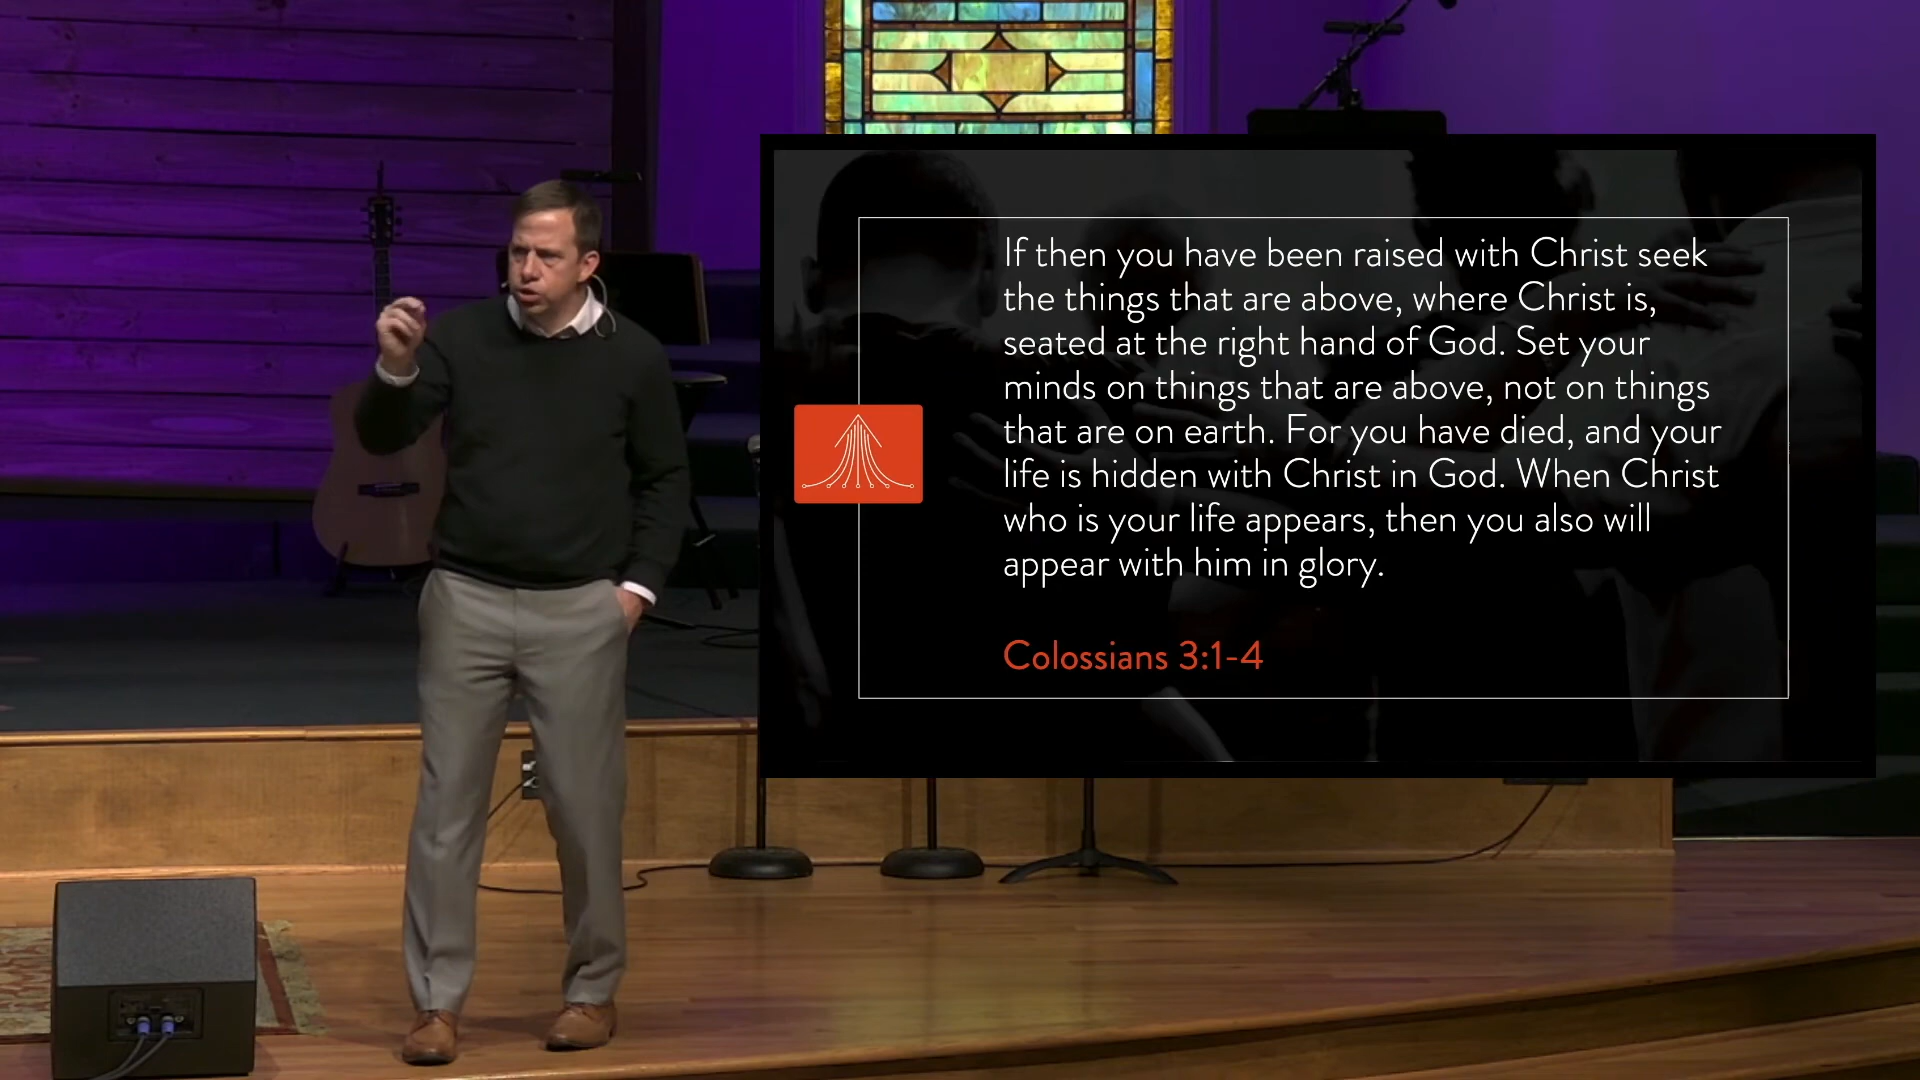 If then you have been raised with Christ seek
the things that are above, where Christ is,
seated at the right hand of God. Set your
minds on things that are above, not on things
that are on earth. For you have died, and your
life is hidden with Christ in God. When Christ
who is your life appears, then you also will
appear with him in glory.
Colossians 3:1-4